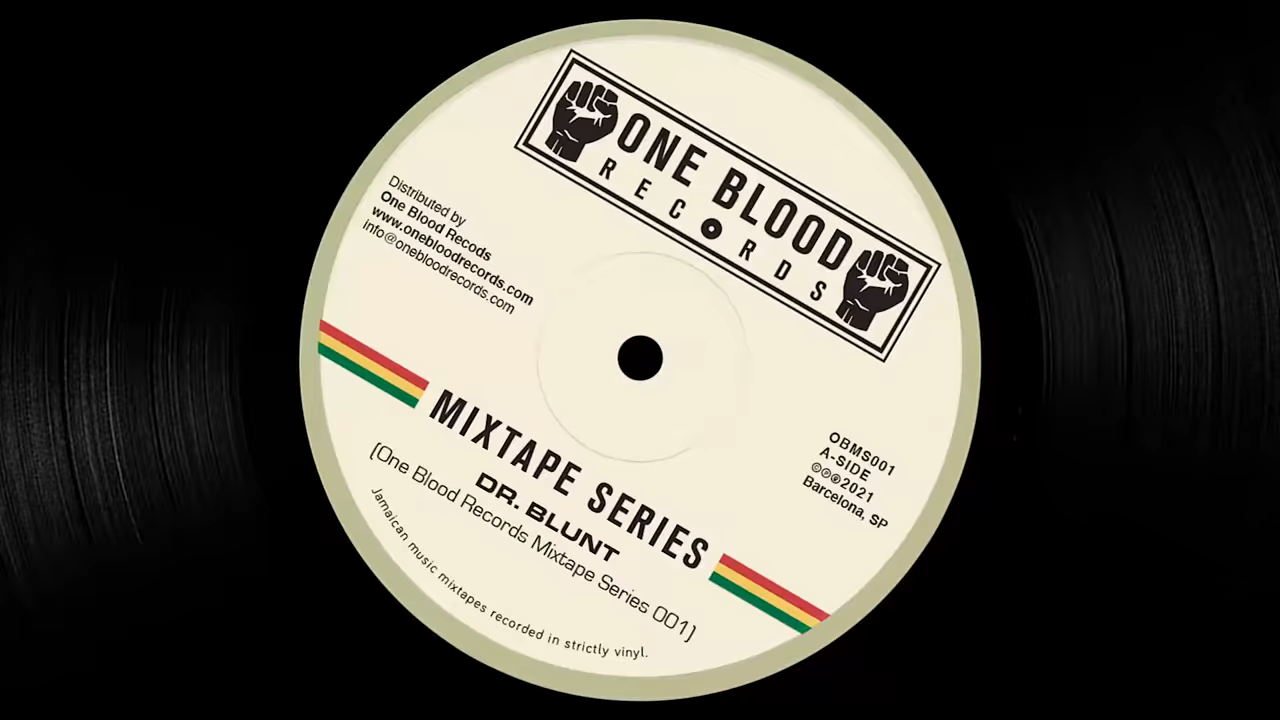 ONE BLOOD
RECORDS
Distributed by
One Blood Recods
www.onebloodrecords.com
info@onebloodrecords.com
OBMS001
A-SIDE
©℗®2021
Barcelona, SP
MIXTAPE SERIES
DR. BLUNT
[One Blood Records Mixtape Series 001]
Jamaican music mixtapes recorded in strictly vinyl.